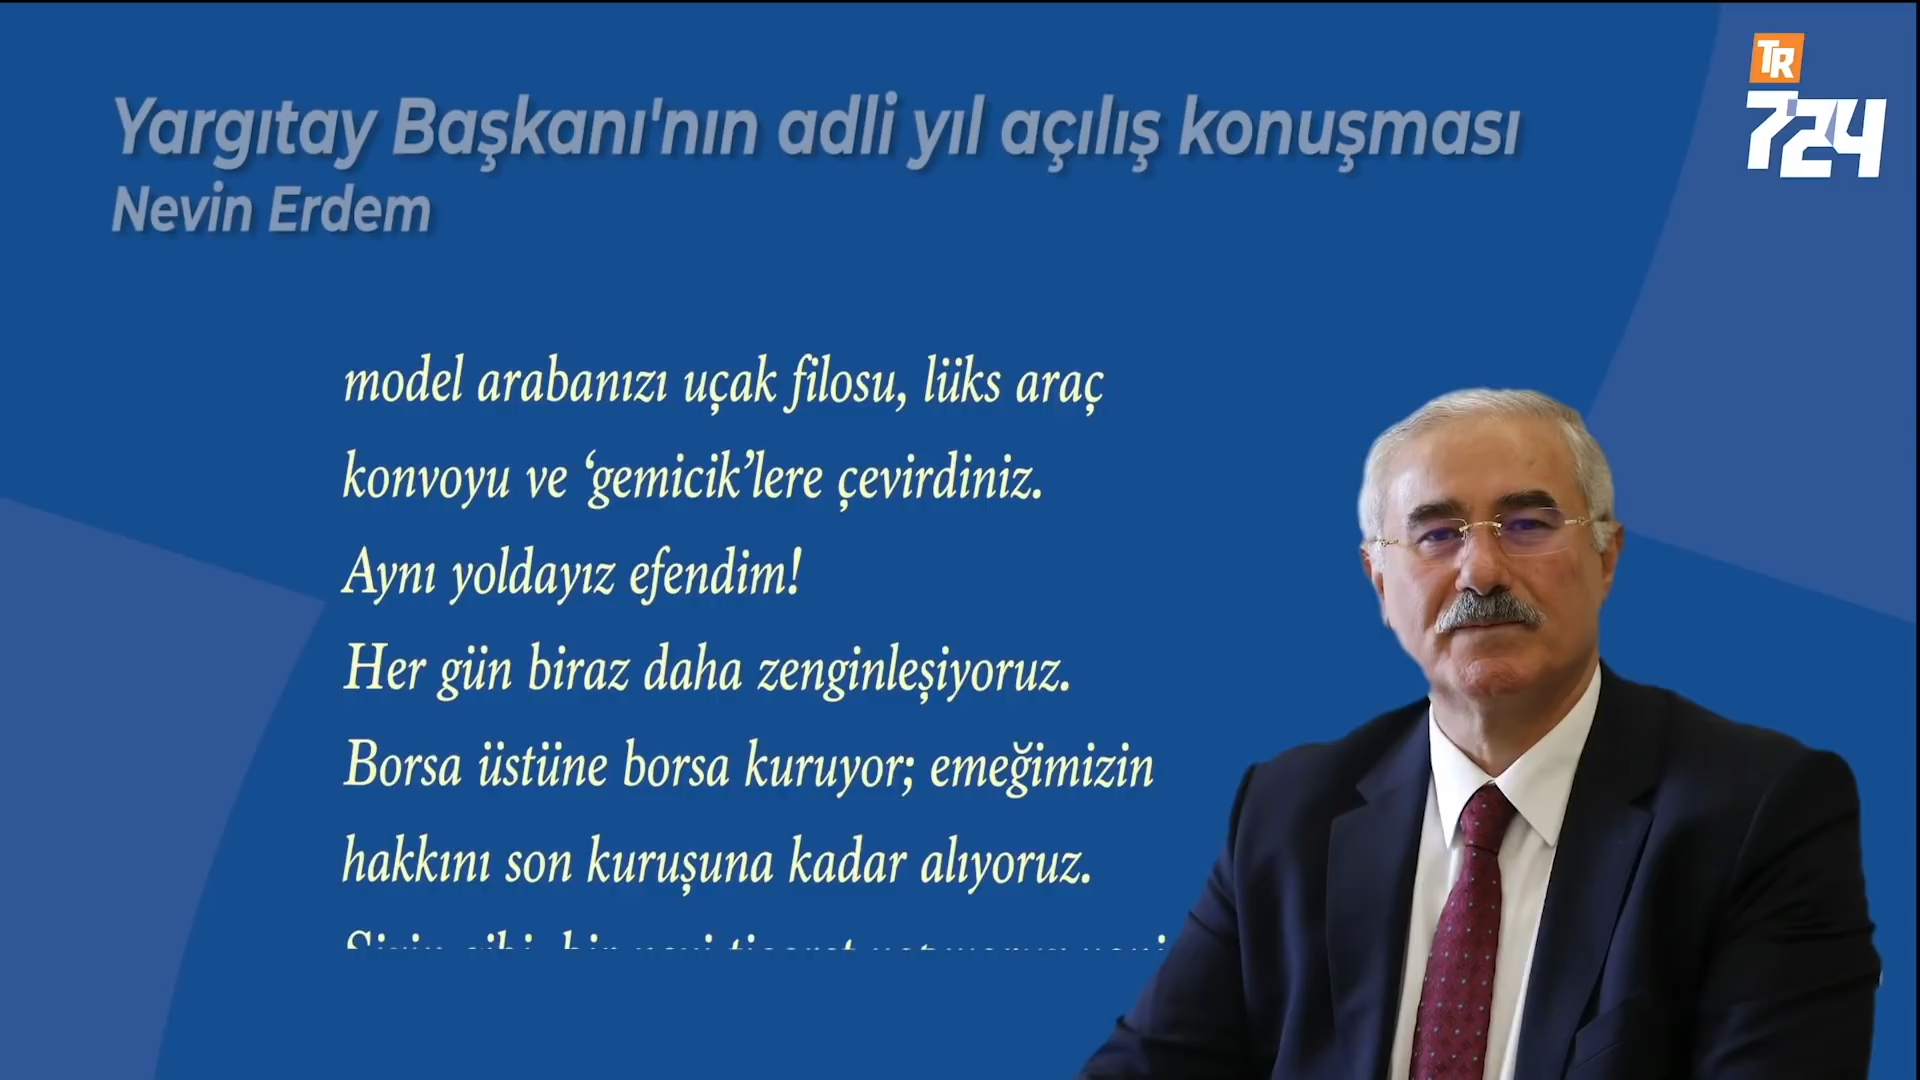 TR
724
Yargıtay Başkanı'nın adli yıl açılış konuşması
Nevin Erdem
model arabanızı uçak filosu, lüks araç
konvoyu ve ‘gemicik’lere çevirdiniz.
Aynı yoldayız efendim!
Her gün biraz daha zenginleşiyoruz.
Borsa üstüne borsa kuruyor; emeğimizin
hakkını son kuruşuna kadar alıyoruz.